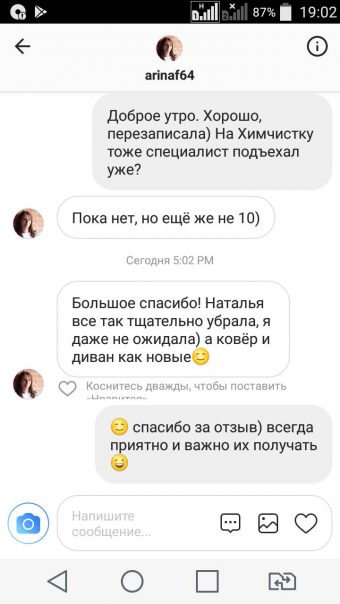 H
87%
19:02
arinaf64
Доброе утро. Хорошо,
перезаписала) На Химчистку
тоже специалист подъехал
уже?
Пока нет, но ещё же не 10)
Сегодня 5:02 PM
Большое спасибо! Наталья
все так тщательно убрала, я
даже не ожидала) а ковёр и
диван как новые😊
Коснитесь дважды, чтобы поставить
«Нравится»
😊 спасибо за отзыв) всегда
приятно и важно их получать
😀
Напишите
сообщение...